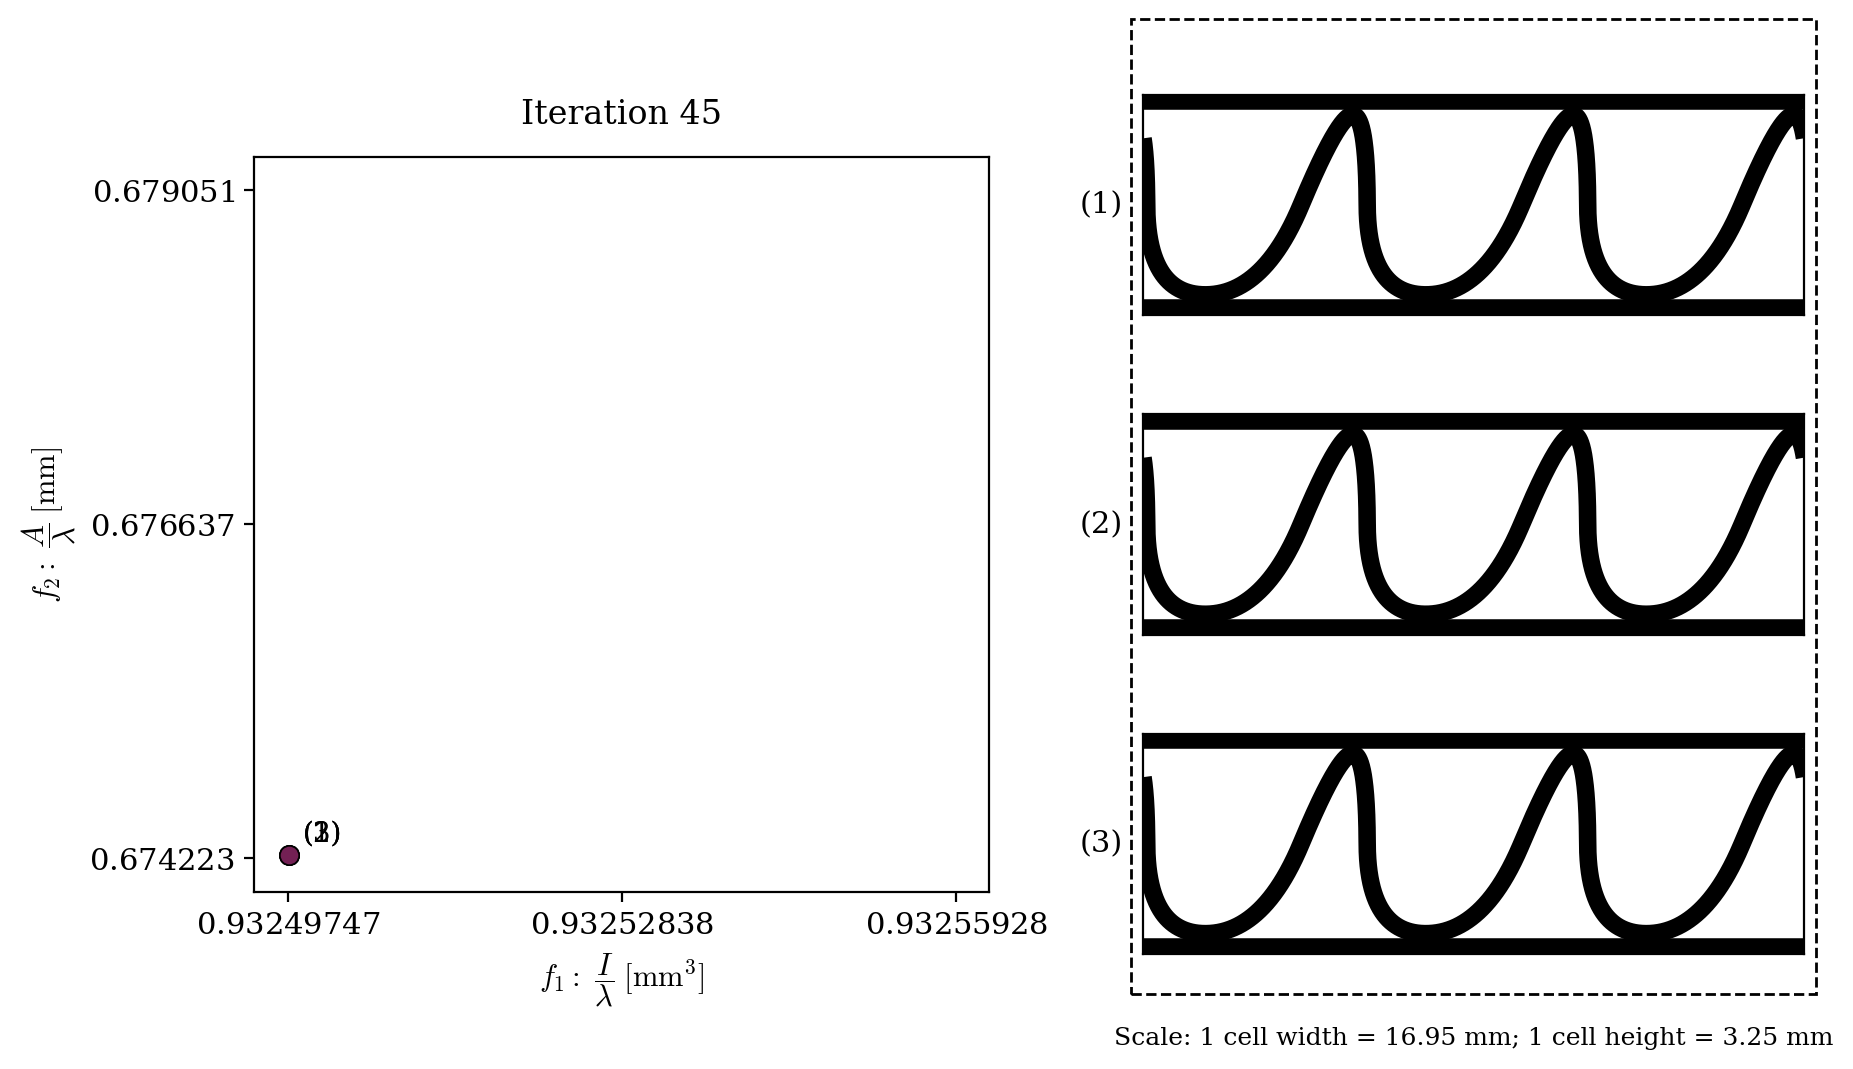 Iteration 45
0.679051
0.676637
0.674223
f₂ : A/λ [mm]
(3)
0.93249747 0.93252838 0.93255928
f₁ : I/λ [mm³]
(1)
(2)
(3)
Scale: 1 cell width = 16.95 mm; 1 cell height = 3.25 mm